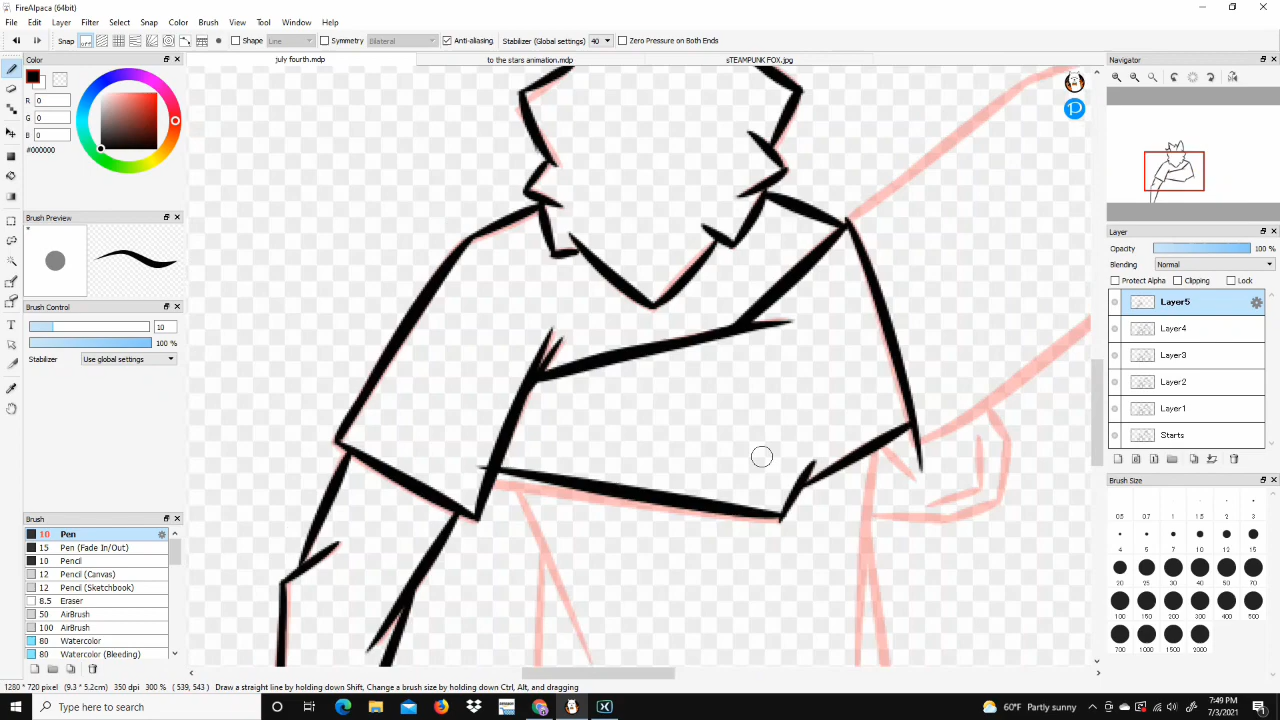 FireAlpaca (64bit)
File Edit Layer Filter Select Snap Color Brush View Tool Window Help
Snap Shape Line Symmetry Bilateral Anti-aliasing Stabilizer (Global settings) 40 Zero Pressure on Both Ends
Color
R 0
G 0
B 0
#000000
Brush Preview
*
Brush Control
10
100 %
Stabilizer Use global settings
Brush
10 Pen
15 Pen (Fade In/Out)
10 Pencil
12 Pencil (Canvas)
12 Pencil (Sketchbook)
8.5 Eraser
50 AirBrush
100 AirBrush
80 Watercolor
80 Watercolor (Bleeding)
july fourth.mdp to the stars animation.mdp sTEAMPUNK FOX.jpg
Navigator
Layer
Opacity 100 %
Blending Normal
Protect Alpha Clipping Lock
Layer5
Layer4
Layer3
Layer2
Layer1
Starts
Brush Size
0.5 0.7 1 1.5 2 3
4 5 7 10 12 15
20 25 30 40 50 70
100 150 200 300 400 500
700 1000 1500 2000
1280 * 720 pixel (9.3 * 5.2cm) 350 dpi 300 % ( 539, 543) Draw a straight line by holding down Shift, Change a brush size by holding down Ctrl, Alt, and dragging
Type here to search
60°F Partly sunny
7:49 PM
7/3/2021